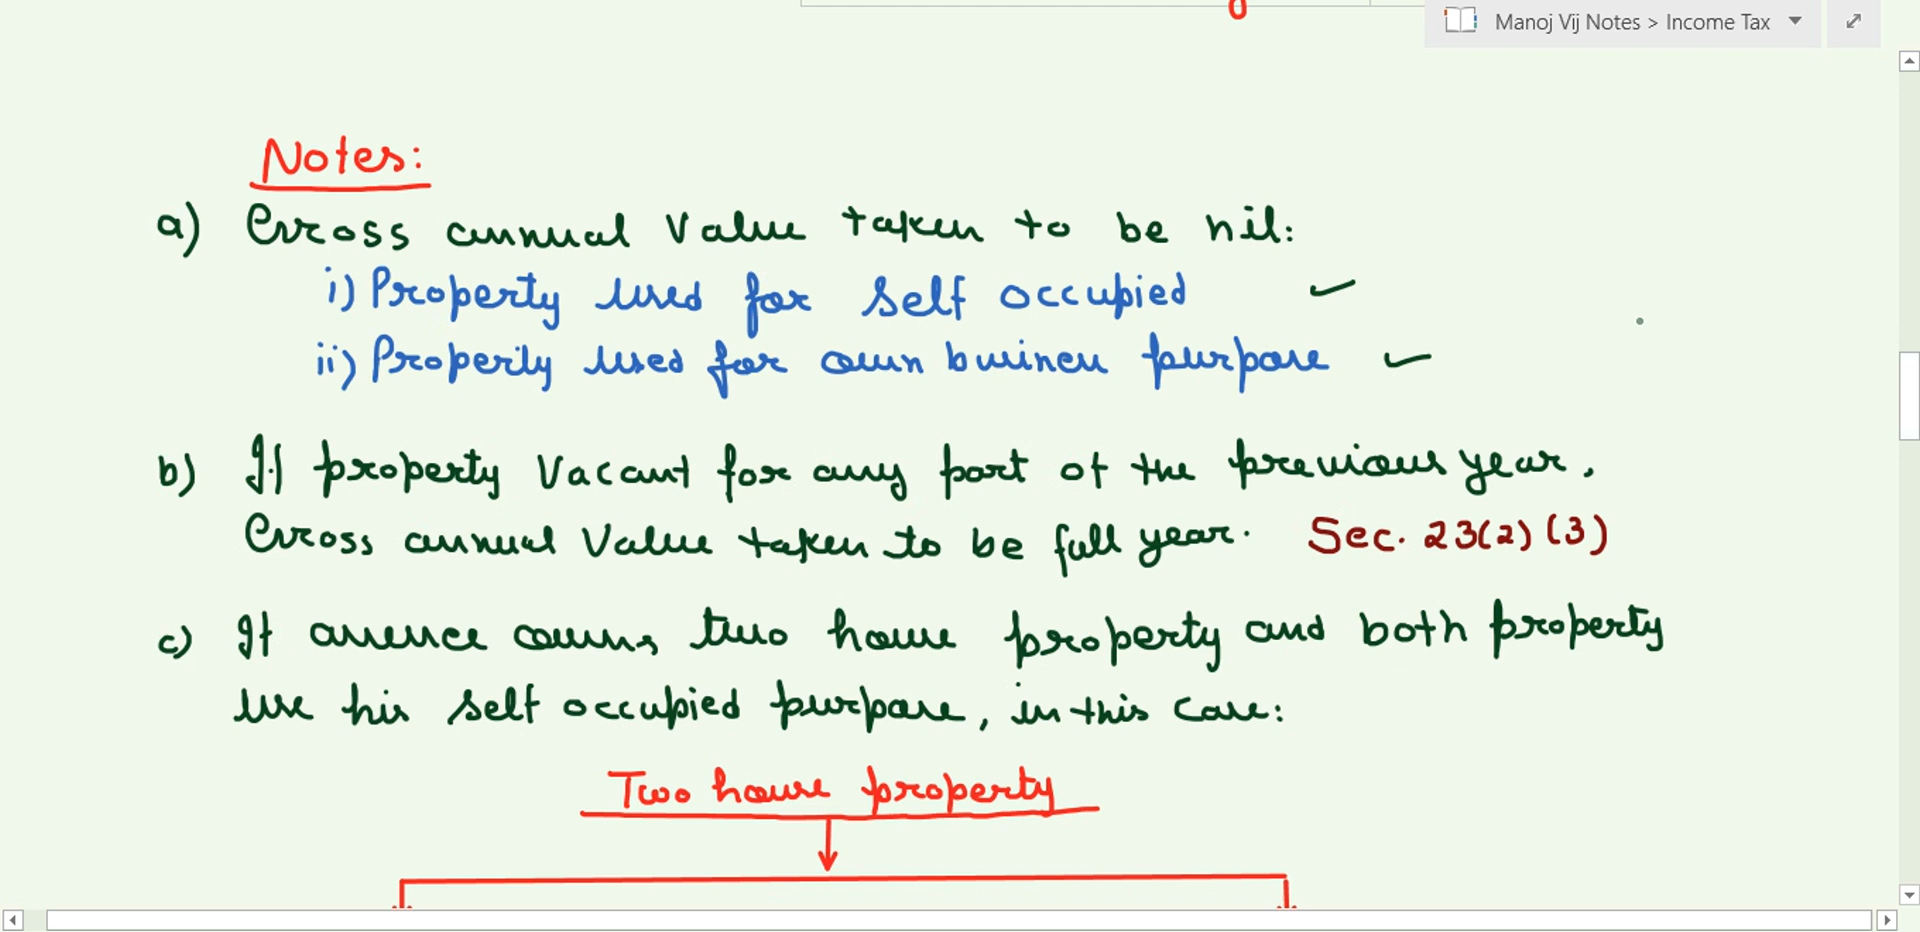 Manoj Vij Notes > Income Tax
Notes:
a) Gross annual value taken to be nil:
i) Property used for self occupied
ii) Property used for own business purpose
b) If property vacant for any part of the previous year.
Gross annual value taken to be full year. Sec. 23(2) (3)
c) If assessee owns two house property and both property
use his self occupied purpose, in this case:
Two house property